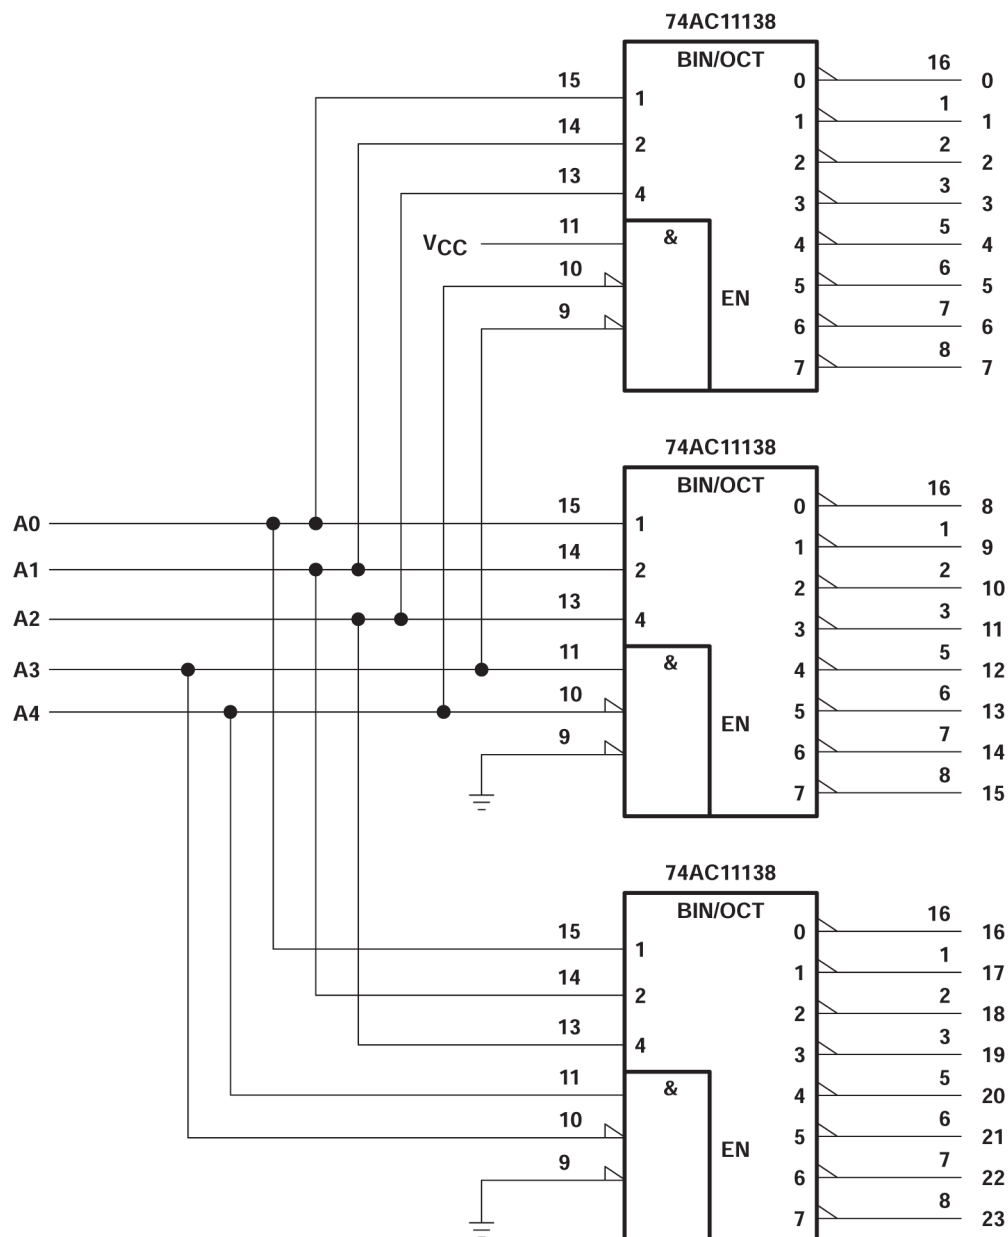 74AC11138
BIN/OCT
0 16 0
15 1
1 1 1
14 2
2 2 2
13 4
3 3 3
VCC 11 &
4 5 4
10
5 6 5
EN
9
6 7 6
7 8 7
74AC11138
BIN/OCT
0 16 8
A0 15 1
1 1 9
A1 14 2
2 2 10
A2 13 4
3 3 11
A3 11 &
4 5 12
A4 10
5 6 13
EN
9
6 7 14
7 8 15
74AC11138
BIN/OCT
0 16 16
15 1
1 1 17
14 2
2 2 18
13 4
3 3 19
11 &
4 5 20
10
5 6 21
EN
9
6 7 22
7 8 23